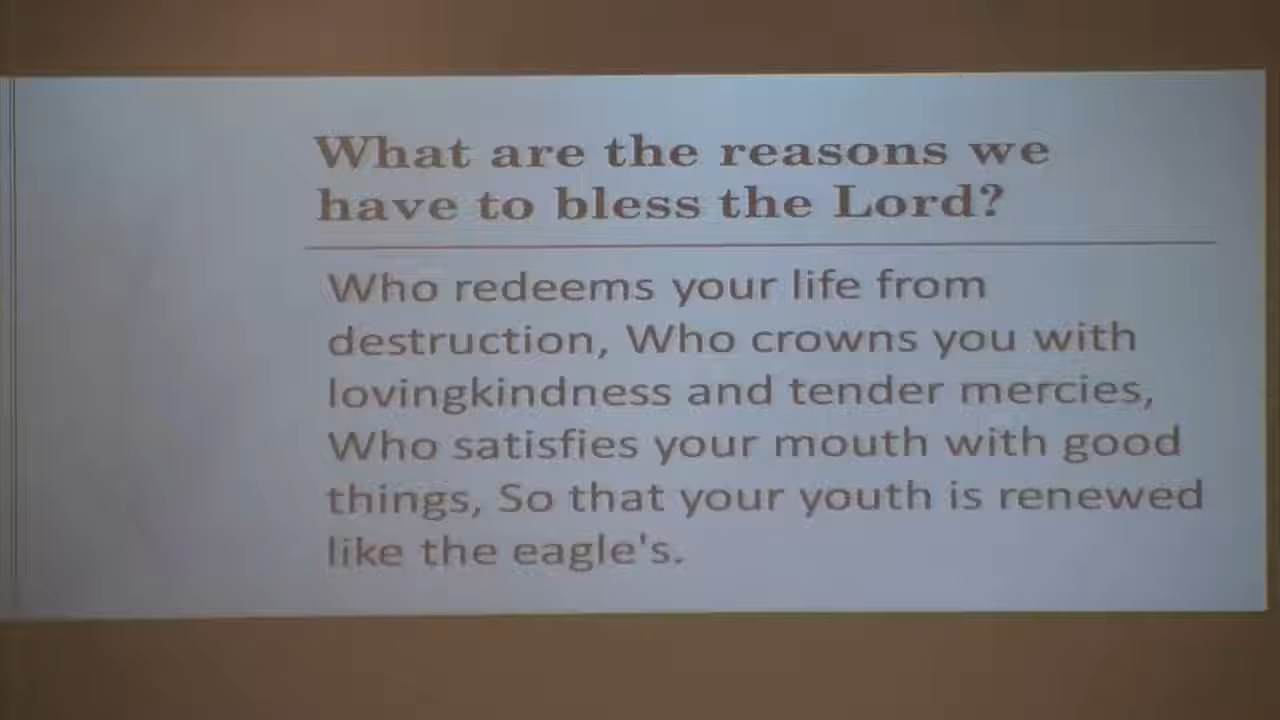 What are the reasons we
have to bless the Lord?
Who redeems your life from
destruction, Who crowns you with
lovingkindness and tender mercies,
Who satisfies your mouth with good
things, So that your youth is renewed
like the eagle's.